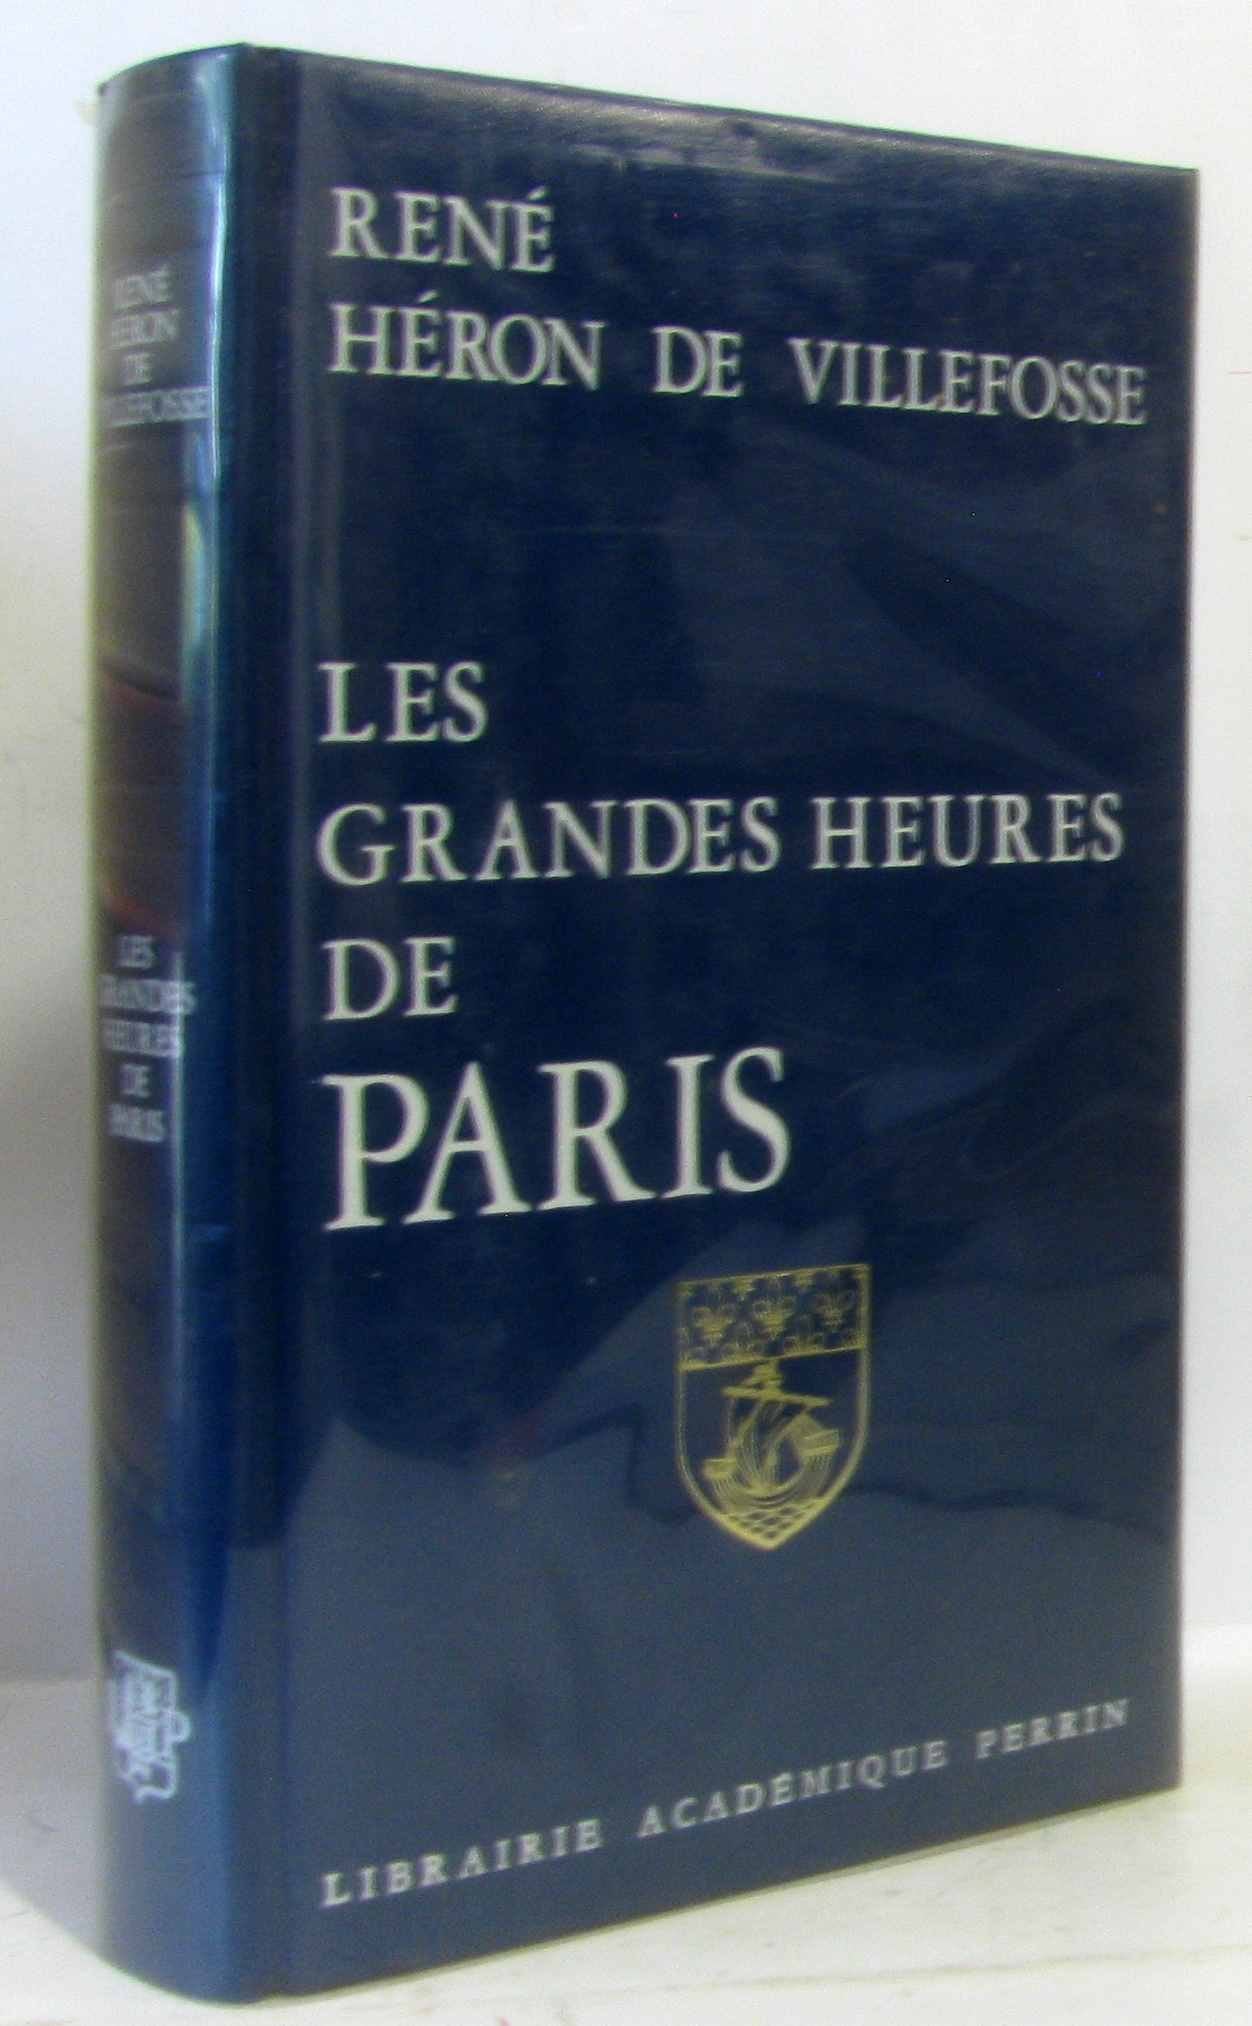 RENÉ
HÉRON
DE
VILLEFOSSE
LES
GRANDES
HEURES
DE
PARIS
RENÉ
HÉRON DE VILLEFOSSE
LES
GRANDES HEURES
DE
PARIS
LIBRAIRIE ACADÉMIQUE PERRIN